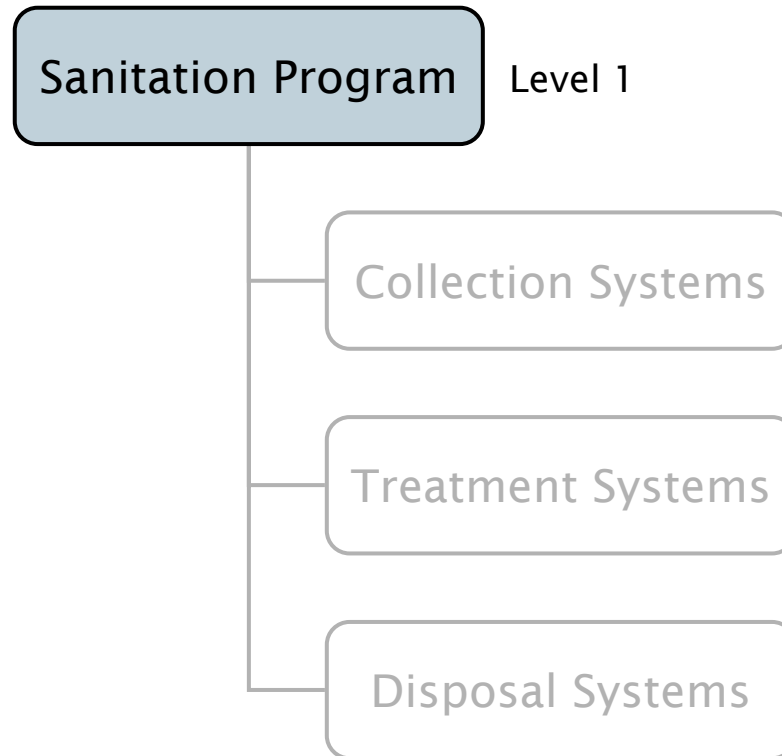 Sanitation Program
Level 1
Collection Systems
Treatment Systems
Disposal Systems